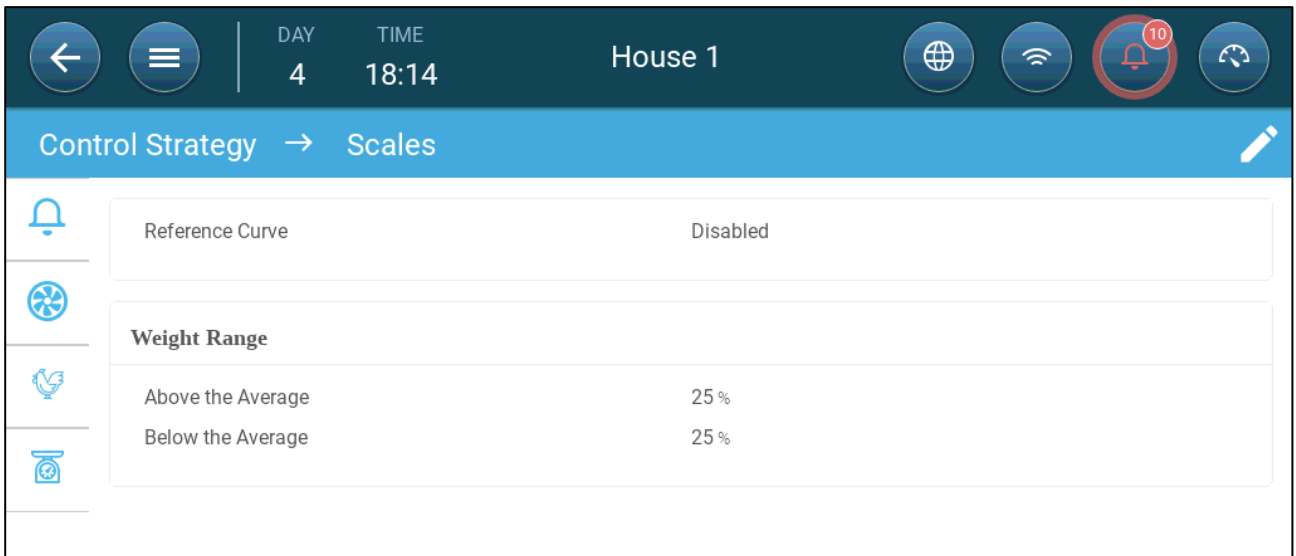 DAY TIME 10
4 18:14 House 1
Control Strategy → Scales
Reference Curve Disabled
Weight Range
Above the Average 25 %
Below the Average 25 %